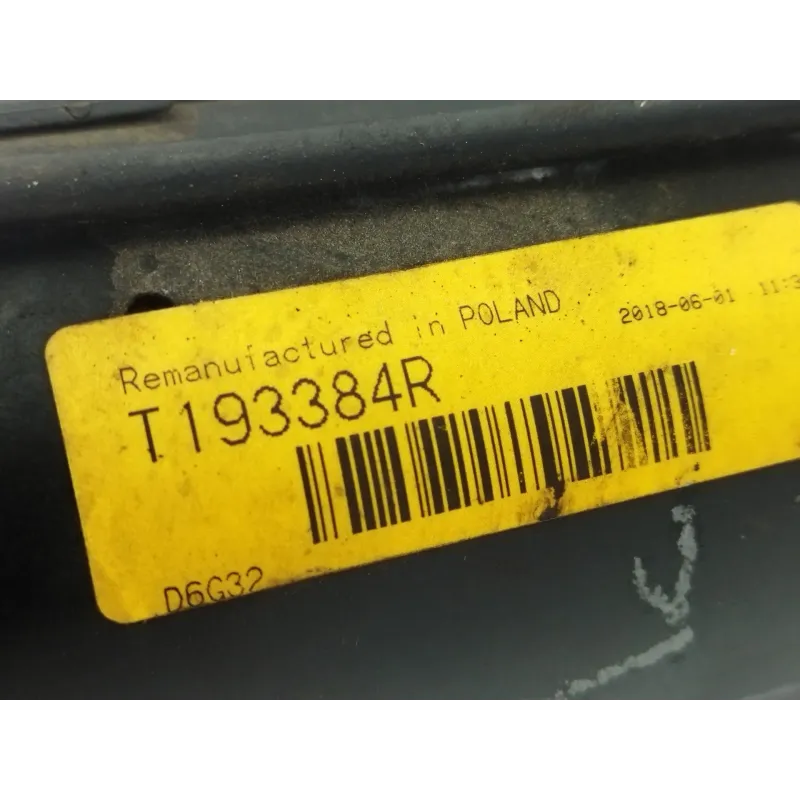 Remanufactured in POLAND 2018-06-01
T193384R
D6G32